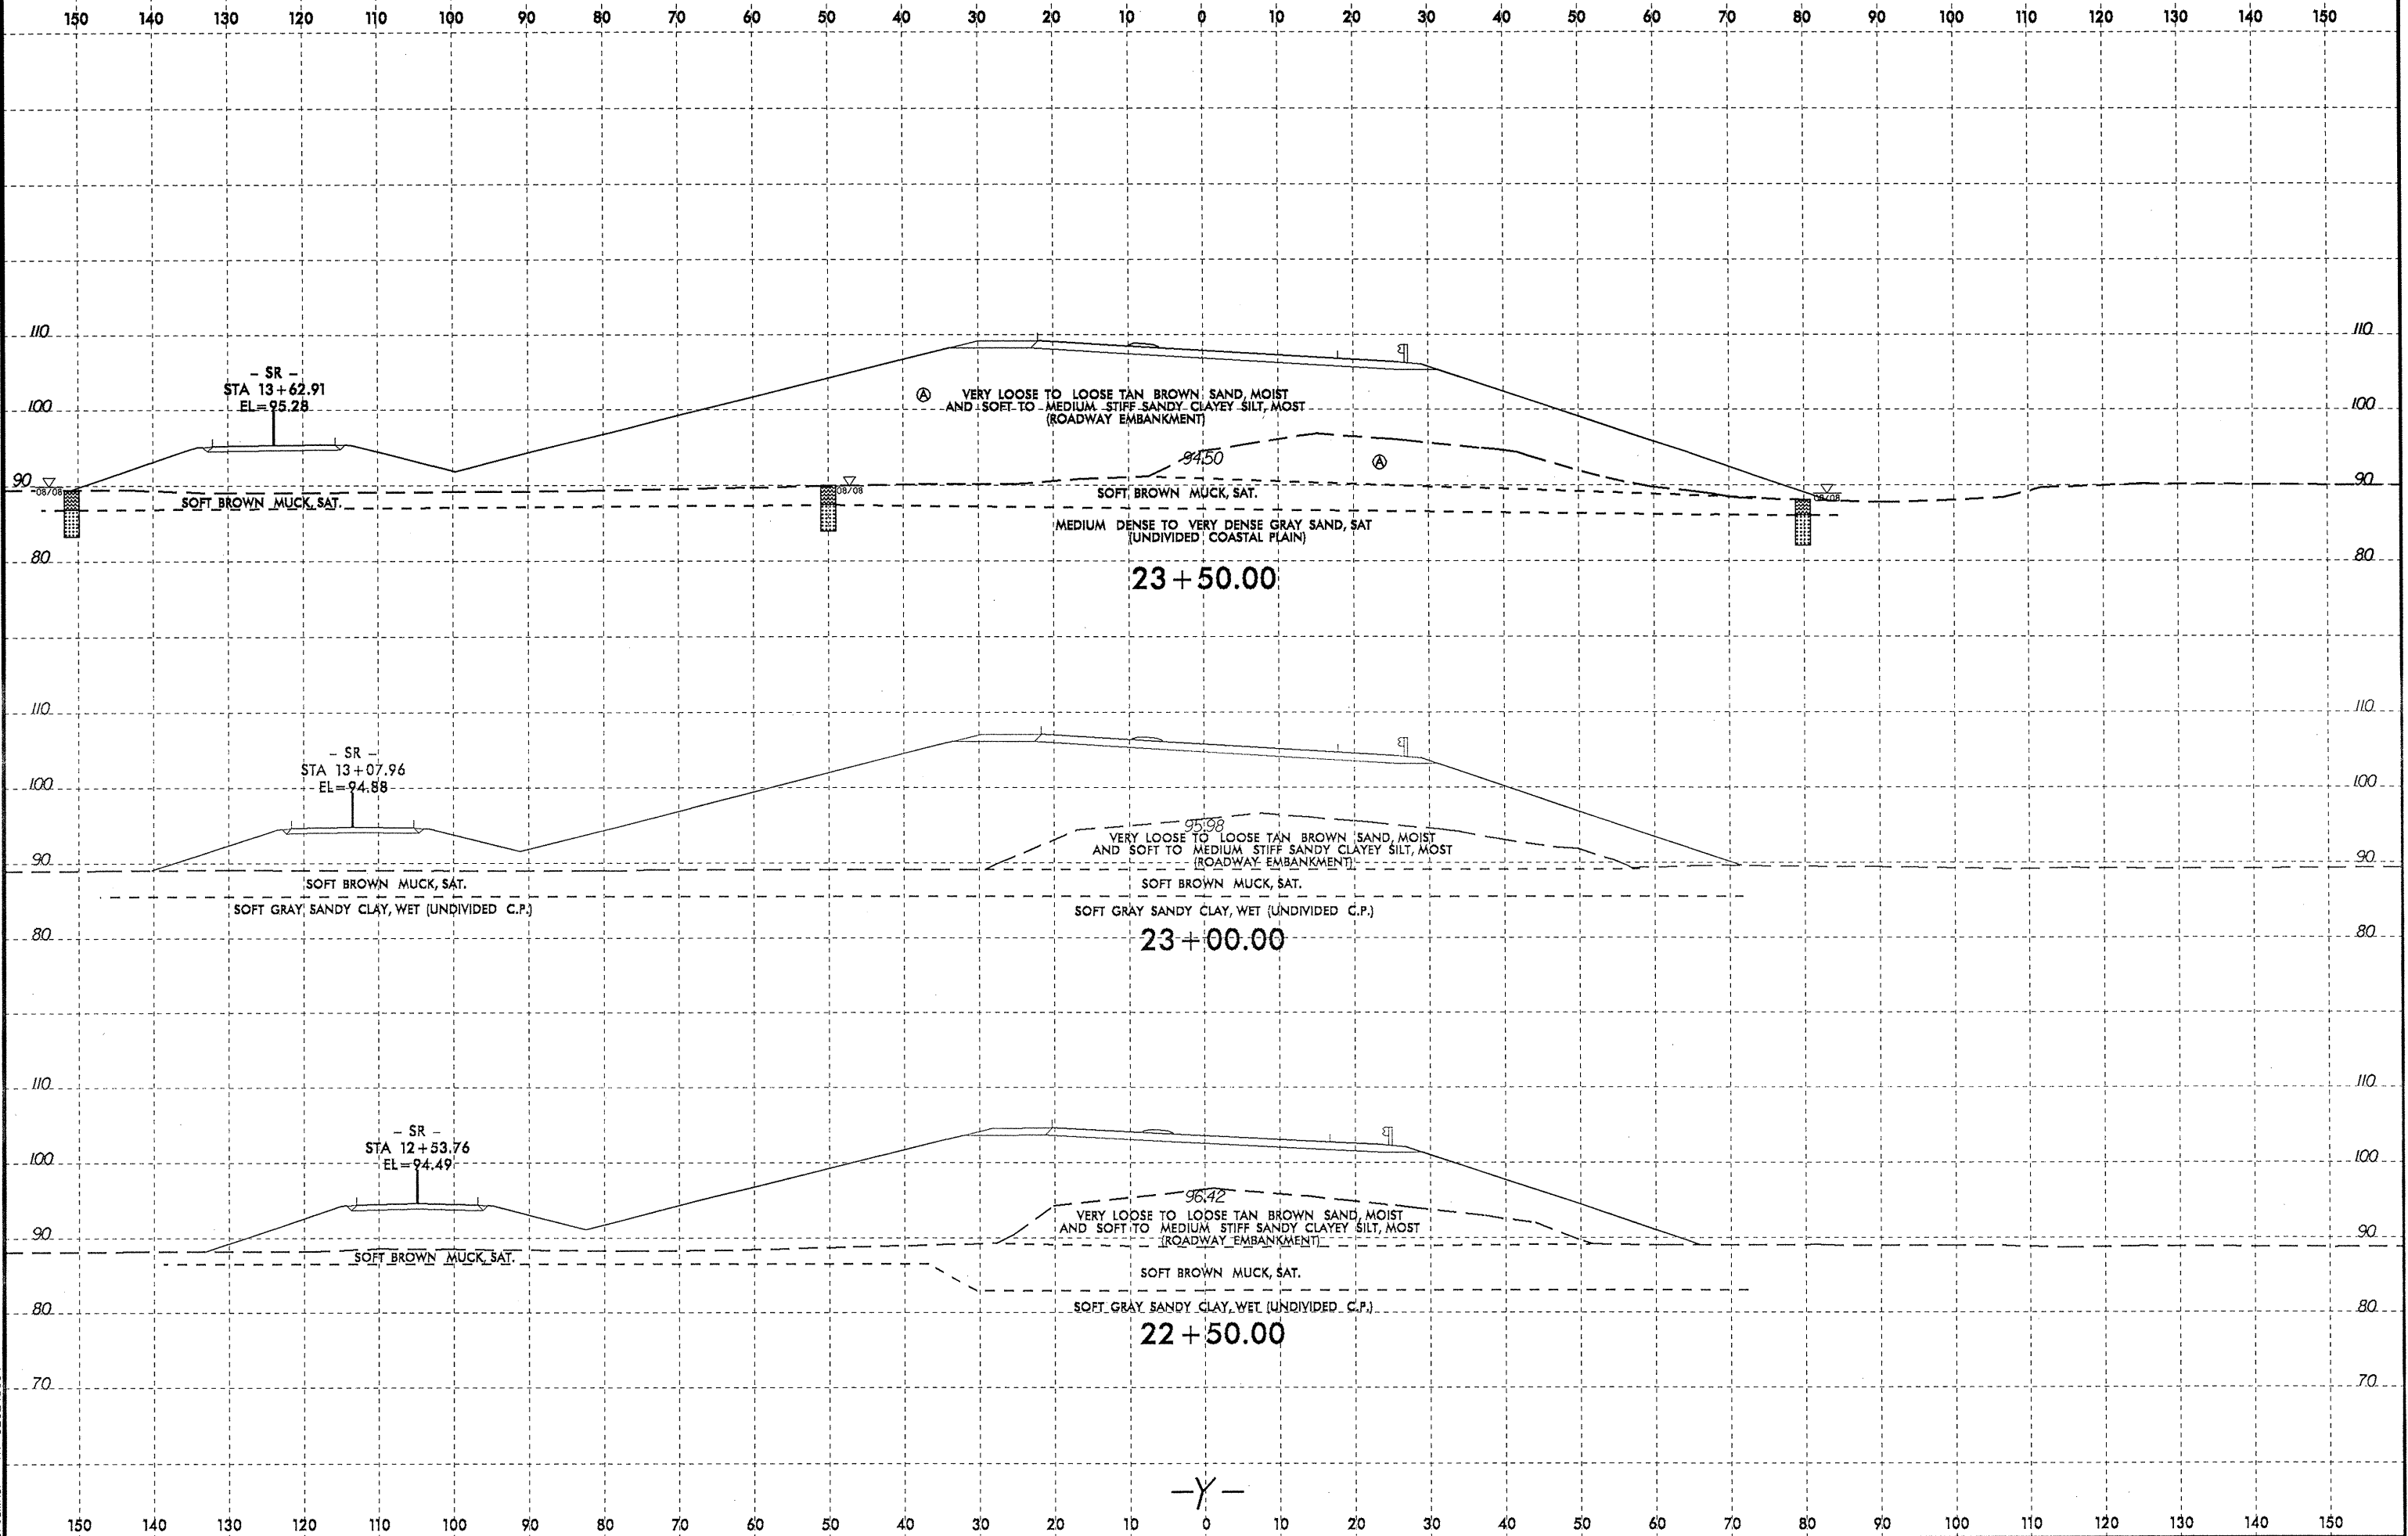 150 140 130 120 110 100 90 80 70 60 50 40 30 20 10 0 10 20 30 40 50 60 70 80 90 100 110 120 130 140 150
110 110
- SR -
STA 13+62.91
EL=95.28
100 100
Ⓐ VERY LOOSE TO LOOSE TAN BROWN SAND, MOIST
AND SOFT TO MEDIUM STIFF SANDY CLAYEY SILT, MOST
(ROADWAY EMBANKMENT)
94.50
Ⓐ
90 90
08/08 08/08 08/08
SOFT BROWN MUCK, SAT. SOFT BROWN MUCK, SAT.
MEDIUM DENSE TO VERY DENSE GRAY SAND, SAT
(UNDIVIDED COASTAL PLAIN)
80 80
23+50.00
110 110
- SR -
STA 13+07.96
EL=94.88
100 100
95.98
VERY LOOSE TO LOOSE TAN BROWN SAND, MOIST
AND SOFT TO MEDIUM STIFF SANDY CLAYEY SILT, MOST
(ROADWAY EMBANKMENT)
90 90
SOFT BROWN MUCK, SAT. SOFT BROWN MUCK, SAT.
SOFT GRAY SANDY CLAY, WET (UNDIVIDED C.P.) SOFT GRAY SANDY CLAY, WET (UNDIVIDED C.P.)
80 80
23+00.00
110 110
- SR -
STA 12+53.76
EL=94.49
100 100
96.42
VERY LOOSE TO LOOSE TAN BROWN SAND, MOIST
AND SOFT TO MEDIUM STIFF SANDY CLAYEY SILT, MOST
(ROADWAY EMBANKMENT)
90 90
SOFT BROWN MUCK, SAT.
SOFT BROWN MUCK, SAT.
SOFT GRAY SANDY CLAY, WET (UNDIVIDED C.P.)
80 80
22+50.00
70 70
-Y-
150 140 130 120 110 100 90 80 70 60 50 40 30 20 10 0 10 20 30 40 50 60 70 80 90 100 110 120 130 140 150